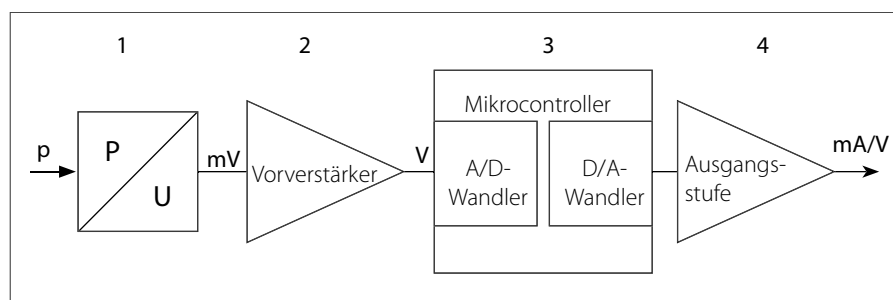 1
2
3
4
p
P
U
mV
Vorverstärker
V
Mikrocontroller
A/D-
Wandler
D/A-
Wandler
Ausgangs-
stufe
mA/V